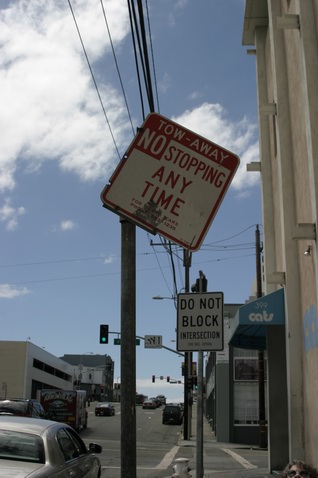 TOW-AWAY
NO STOPPING
ANY
TIME
DO NOT
BLOCK
INTERSECTION
cats